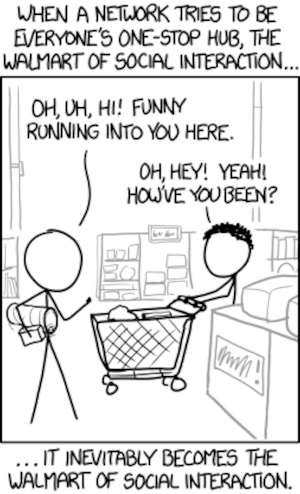 WHEN A NETWORK TRIES TO BE
EVERYONE'S ONE-STOP HUB, THE
WALMART OF SOCIAL INTERACTION...
OH, UH, HI! FUNNY
RUNNING INTO YOU HERE.
OH, HEY! YEAH!
HOW'VE YOU BEEN?
...IT INEVITABLY BECOMES THE
WALMART OF SOCIAL INTERACTION.